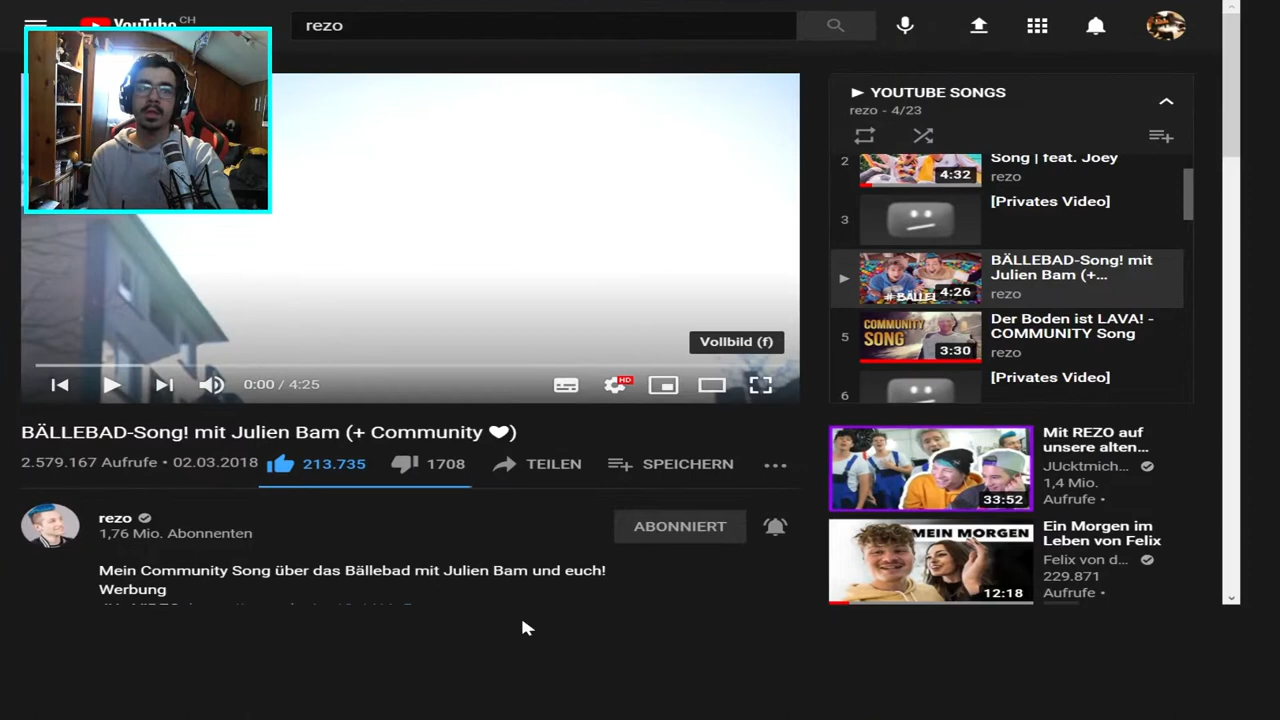 YouTube CH
rezo
YOUTUBE SONGS
rezo - 4/23
2
Song | feat. Joey
rezo
4:32
3
[Privates Video]
BÄLLEBAD-Song! mit
Julien Bam (+...
rezo
4:26
5
Der Boden ist LAVA! -
COMMUNITY Song
rezo
COMMUNITY
SONG
3:30
6
[Privates Video]
Vollbild (f)
0:00 / 4:25
HD
BÄLLEBAD-Song! mit Julien Bam (+ Community ❤)
2.579.167 Aufrufe • 02.03.2018
213.735
1708
TEILEN
SPEICHERN
rezo
1,76 Mio. Abonnenten
ABONNIERT
Mein Community Song über das Bällebad mit Julien Bam und euch!
Werbung
Mit REZO auf
unsere alten...
JUcktmich...
1,4 Mio.
Aufrufe •
33:52
Ein Morgen im
Leben von Felix
Felix von d...
229.871
Aufrufe •
MEIN MORGEN
12:18